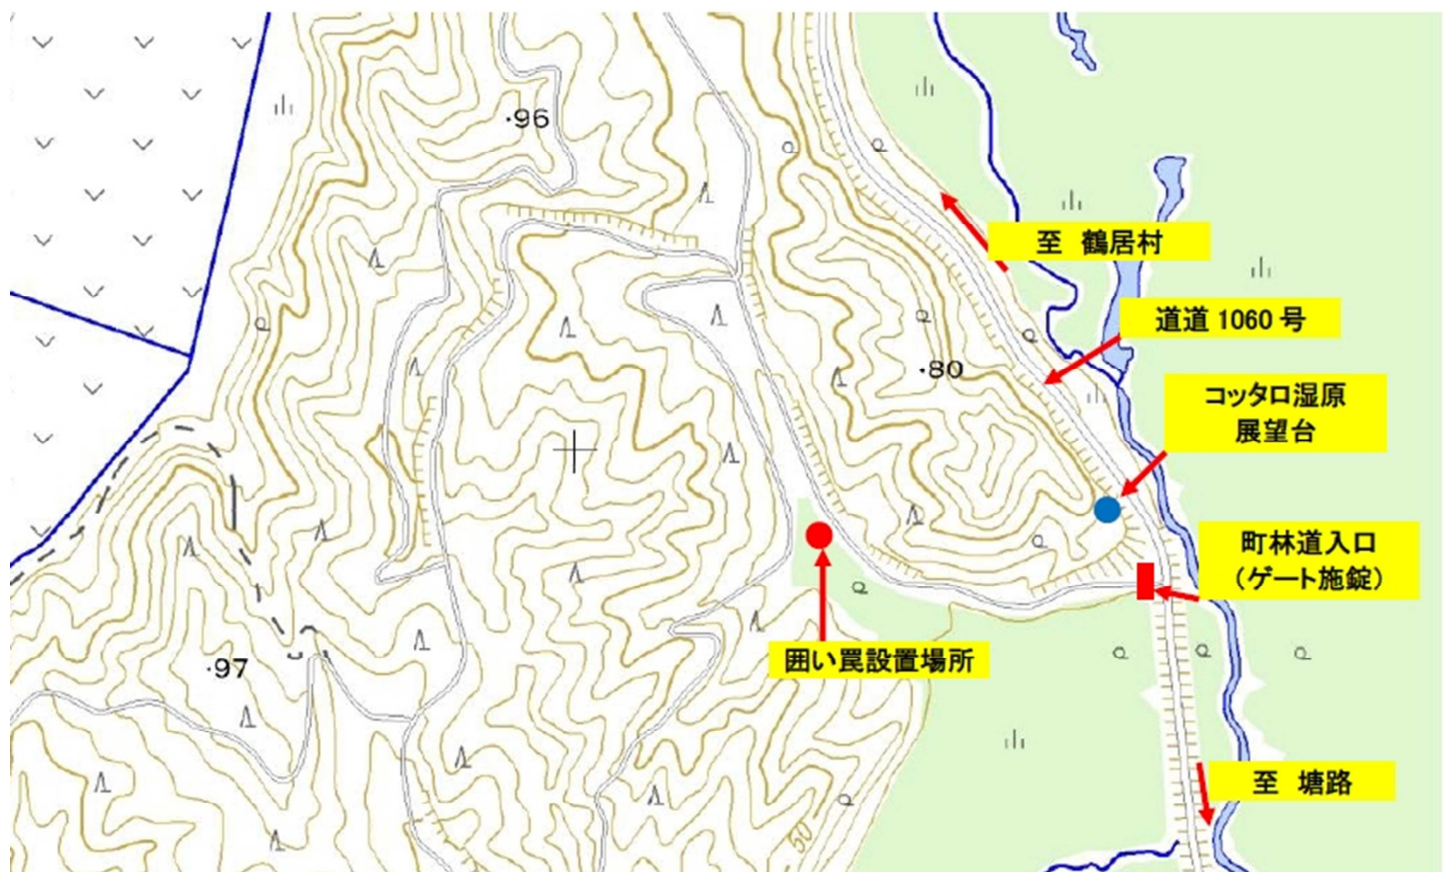 ・96
至 鶴居村
道道 1060 号
・80
コッタロ湿原
展望台
町林道入口
（ゲート施錠）
囲い罠設置場所
・97
至 塘路
50